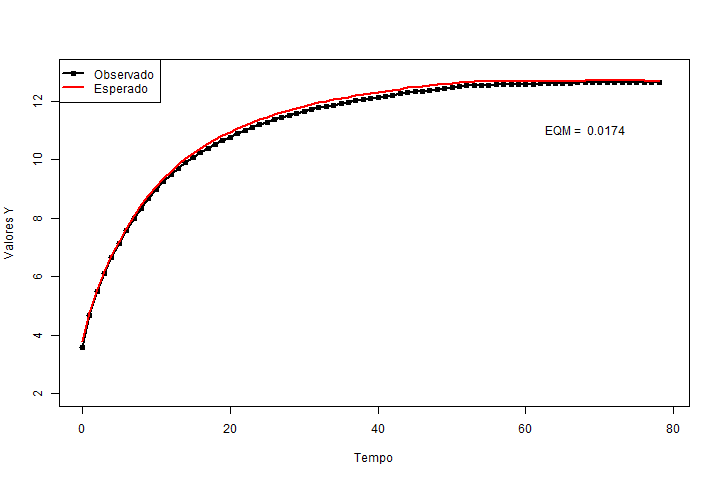 Observado
Esperado
EQM = 0.0174
Valores Y
2
4
6
8
10
12
0
20
40
60
80
Tempo